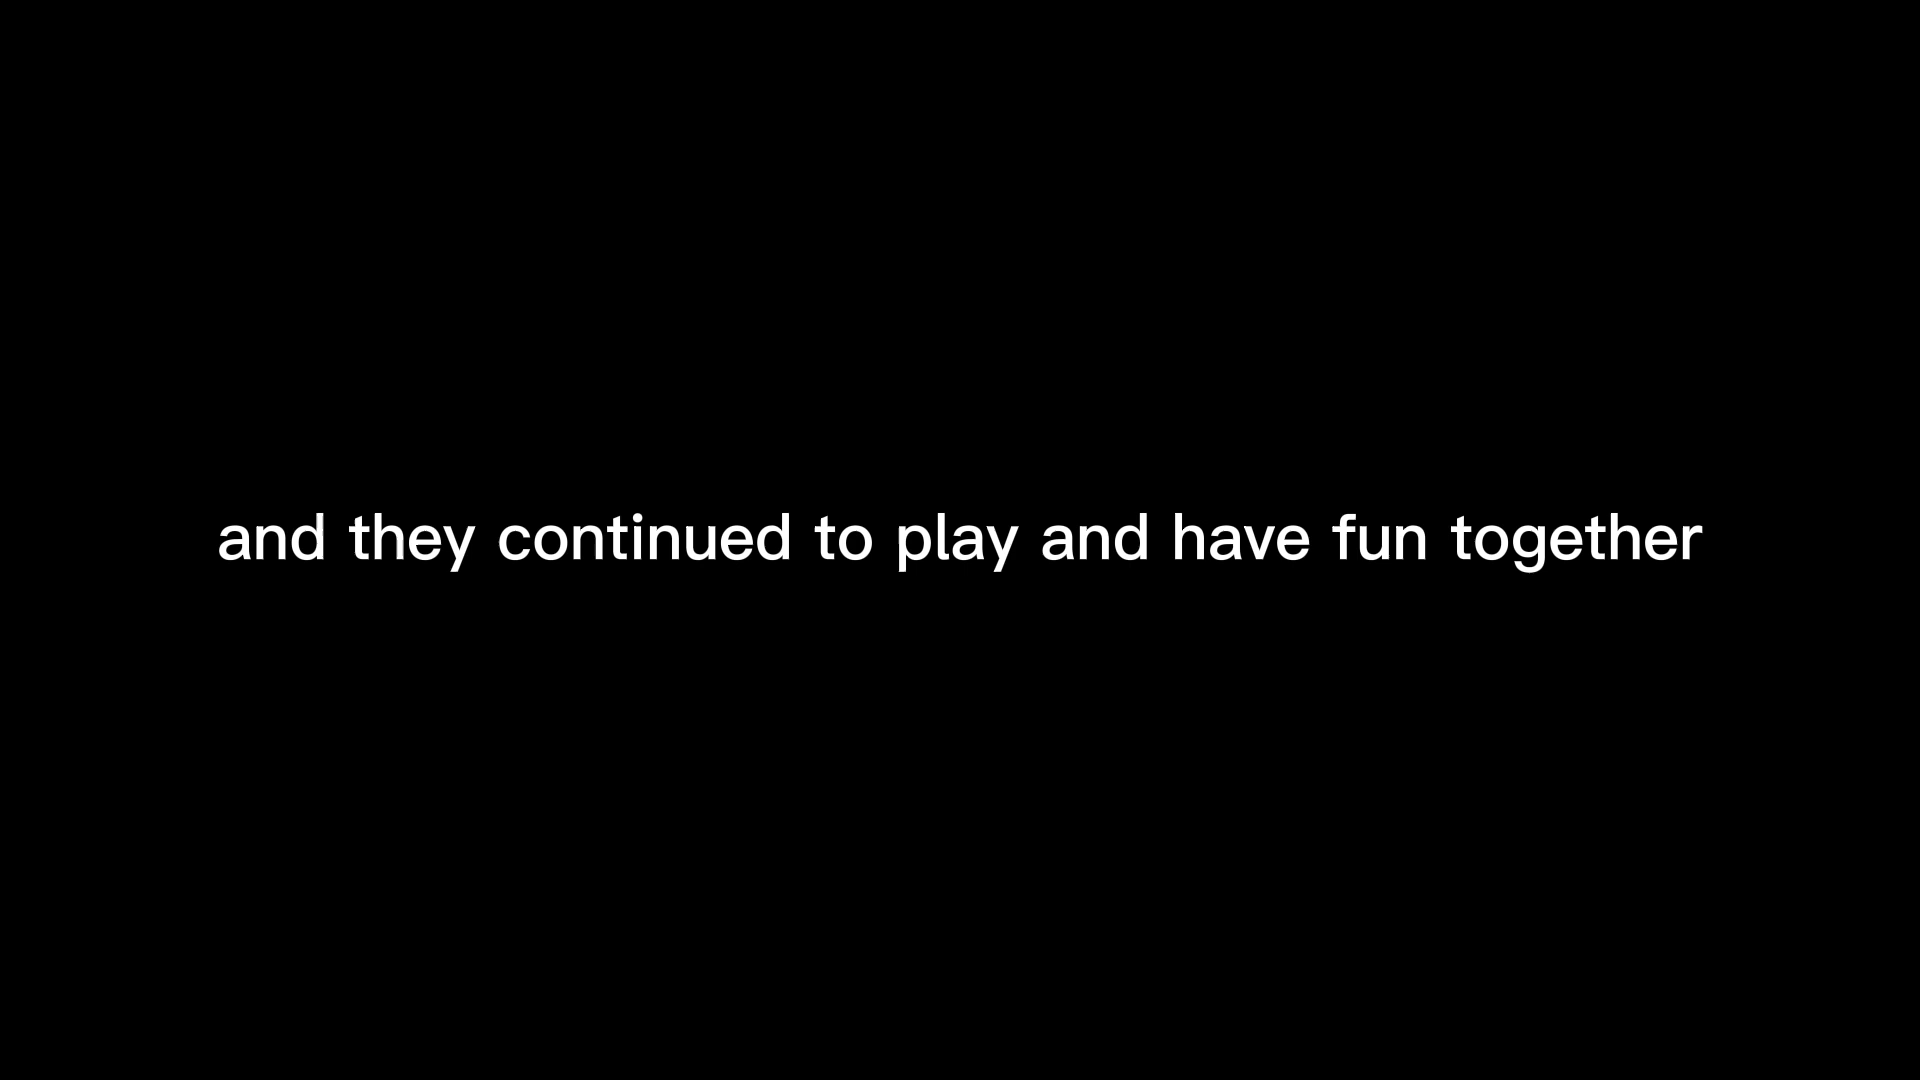 and they continued to play and have fun together